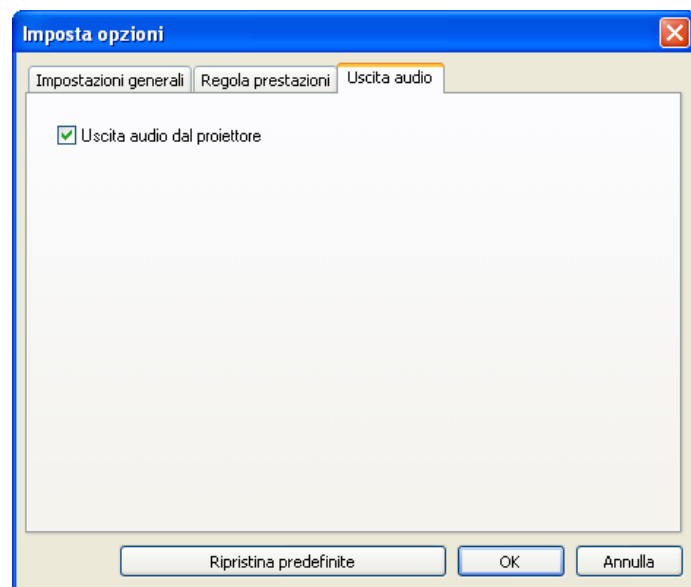 Imposta opzioni
Impostazioni generali Regola prestazioni Uscita audio
Uscita audio dal proiettore
Ripristina predefinite OK Annulla